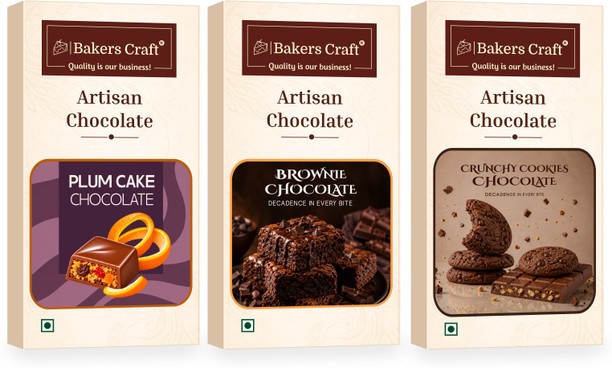 Bakers Craft
Quality is our business!
Artisan
Chocolate
PLUM CAKE
CHOCOLATE
Bakers Craft
Quality is our business!
Artisan
Chocolate
BROWNIE
CHOCOLATE
DECADENCE IN EVERY BITE
Bakers Craft
Quality is our business!
Artisan
Chocolate
CRUNCHY COOKIES
CHOCOLATE
DECADENCE IN EVERY BITE